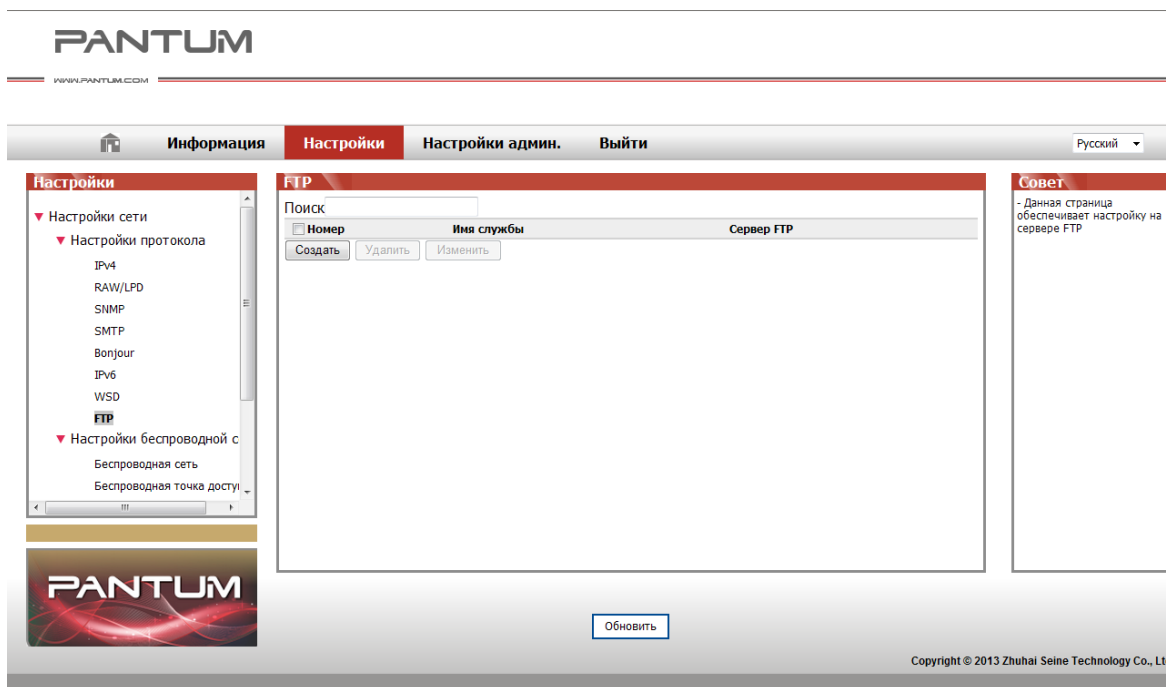 PANTUM
WWW.PANTUM.COM
Информация
Настройки
Настройки админ.
Выйти
Русский
Настройки
Настройки сети
Настройки протокола
IPv4
RAW/LPD
SNMP
SMTP
Bonjour
IPv6
WSD
FTP
Настройки беспроводной с
Беспроводная сеть
Беспроводная точка досту
FTP
Поиск
Номер Имя службы Сервер FTP
Создать Удалить Изменить
Совет
- Данная страница
обеспечивает настройку на
сервере FTP
PANTUM
Обновить
Copyright © 2013 Zhuhai Seine Technology Co., Lt